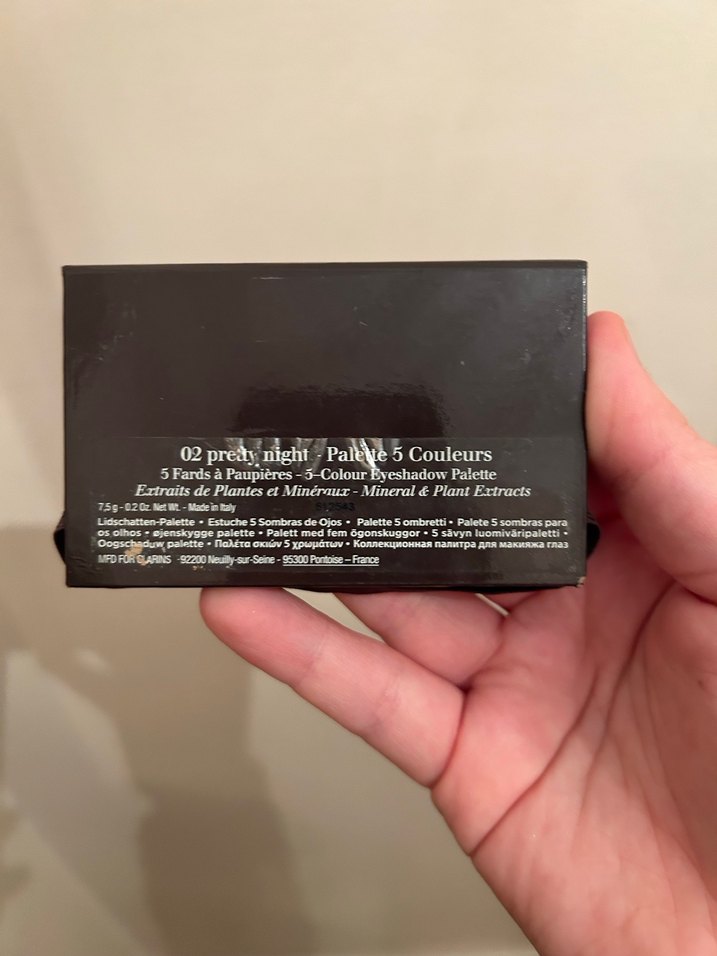 02 pretty night - Palette 5 Couleurs
5 Fards à Paupières - 5-Colour Eyeshadow Palette
Extraits de Plantes et Minéraux - Mineral & Plant Extracts
7,5 g - 0.2 Oz. Net Wt. - Made in Italy
Lidschatten-Palette • Estuche 5 Sombras de Ojos • Palette 5 ombretti • Palete 5 sombras para
os olhos • øjenskygge palette • Palett med fem ögonskuggor • 5 sävyn luomiväripaletti •
Oogschaduw palette • Παλέτα σκιών 5 χρωμάτων • Коллекционная палитра для макияжа глаз
MFD FOR CLARINS - 92200 Neuilly-sur-Seine - 95300 Pontoise – France